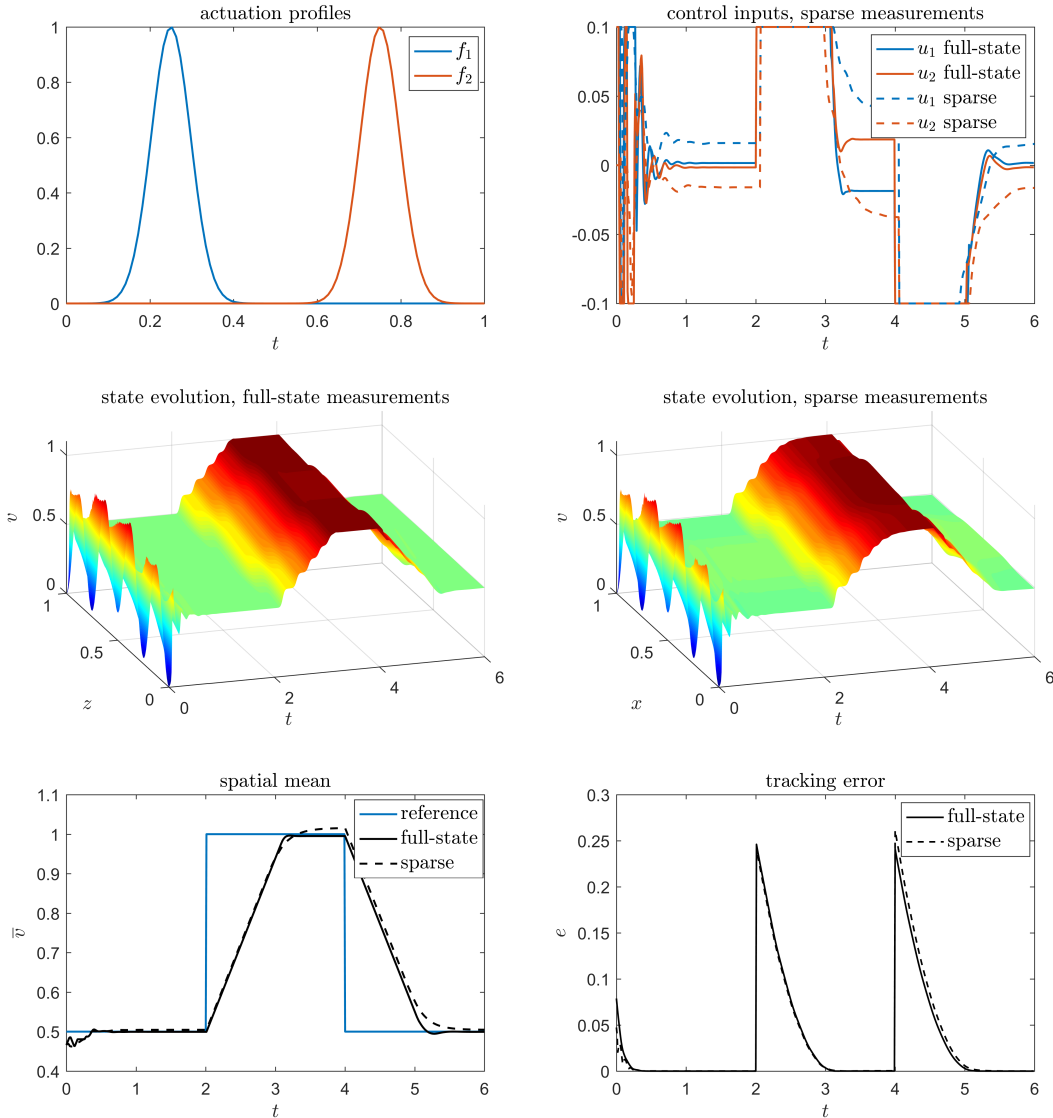 actuation profiles
1
0.8
0.6
0.4
0.2
0
0
0.2
0.4
0.6
0.8
1
t
f1
f2
control inputs, sparse measurements
0.1
0.05
0
-0.05
-0.1
0
1
2
3
4
5
6
t
u1 full-state
u2 full-state
u1 sparse
u2 sparse
state evolution, full-state measurements
1
0.5
0
v
1
0.5
0
z
0
2
4
6
t
state evolution, sparse measurements
1
0.5
0
v
1
0.5
0
x
0
2
4
6
t
spatial mean
1.1
1
0.9
0.8
0.7
0.6
0.5
0.4
v̅
0
1
2
3
4
5
6
t
reference
full-state
sparse
tracking error
0.3
0.25
0.2
0.15
0.1
0.05
0
e
0
1
2
3
4
5
6
t
full-state
sparse